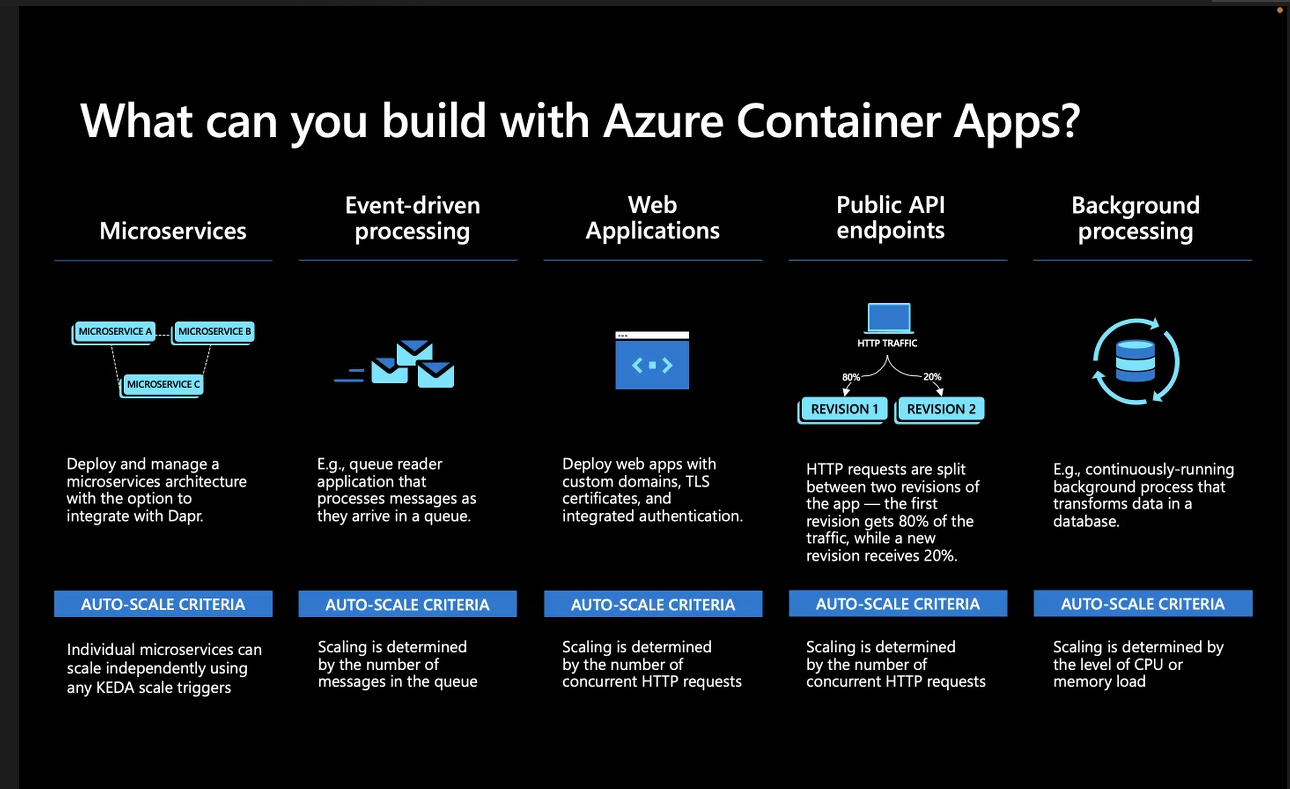 What can you build with Azure Container Apps?
Microservices
MICROSERVICE A
MICROSERVICE B
MICROSERVICE C
Deploy and manage a
microservices architecture
with the option to
integrate with Dapr.
AUTO-SCALE CRITERIA
Individual microservices can
scale independently using
any KEDA scale triggers
Event-driven
processing
E.g., queue reader
application that
processes messages as
they arrive in a queue.
AUTO-SCALE CRITERIA
Scaling is determined
by the number of
messages in the queue
Web
Applications
Deploy web apps with
custom domains, TLS
certificates, and
integrated authentication.
AUTO-SCALE CRITERIA
Scaling is determined
by the number of
concurrent HTTP requests
Public API
endpoints
HTTP TRAFFIC
80%
20%
REVISION 1
REVISION 2
HTTP requests are split
between two revisions of
the app — the first
revision gets 80% of the
traffic, while a new
revision receives 20%.
AUTO-SCALE CRITERIA
Scaling is determined
by the number of
concurrent HTTP requests
Background
processing
E.g., continuously-running
background process that
transforms data in a
database.
AUTO-SCALE CRITERIA
Scaling is determined by
the level of CPU or
memory load